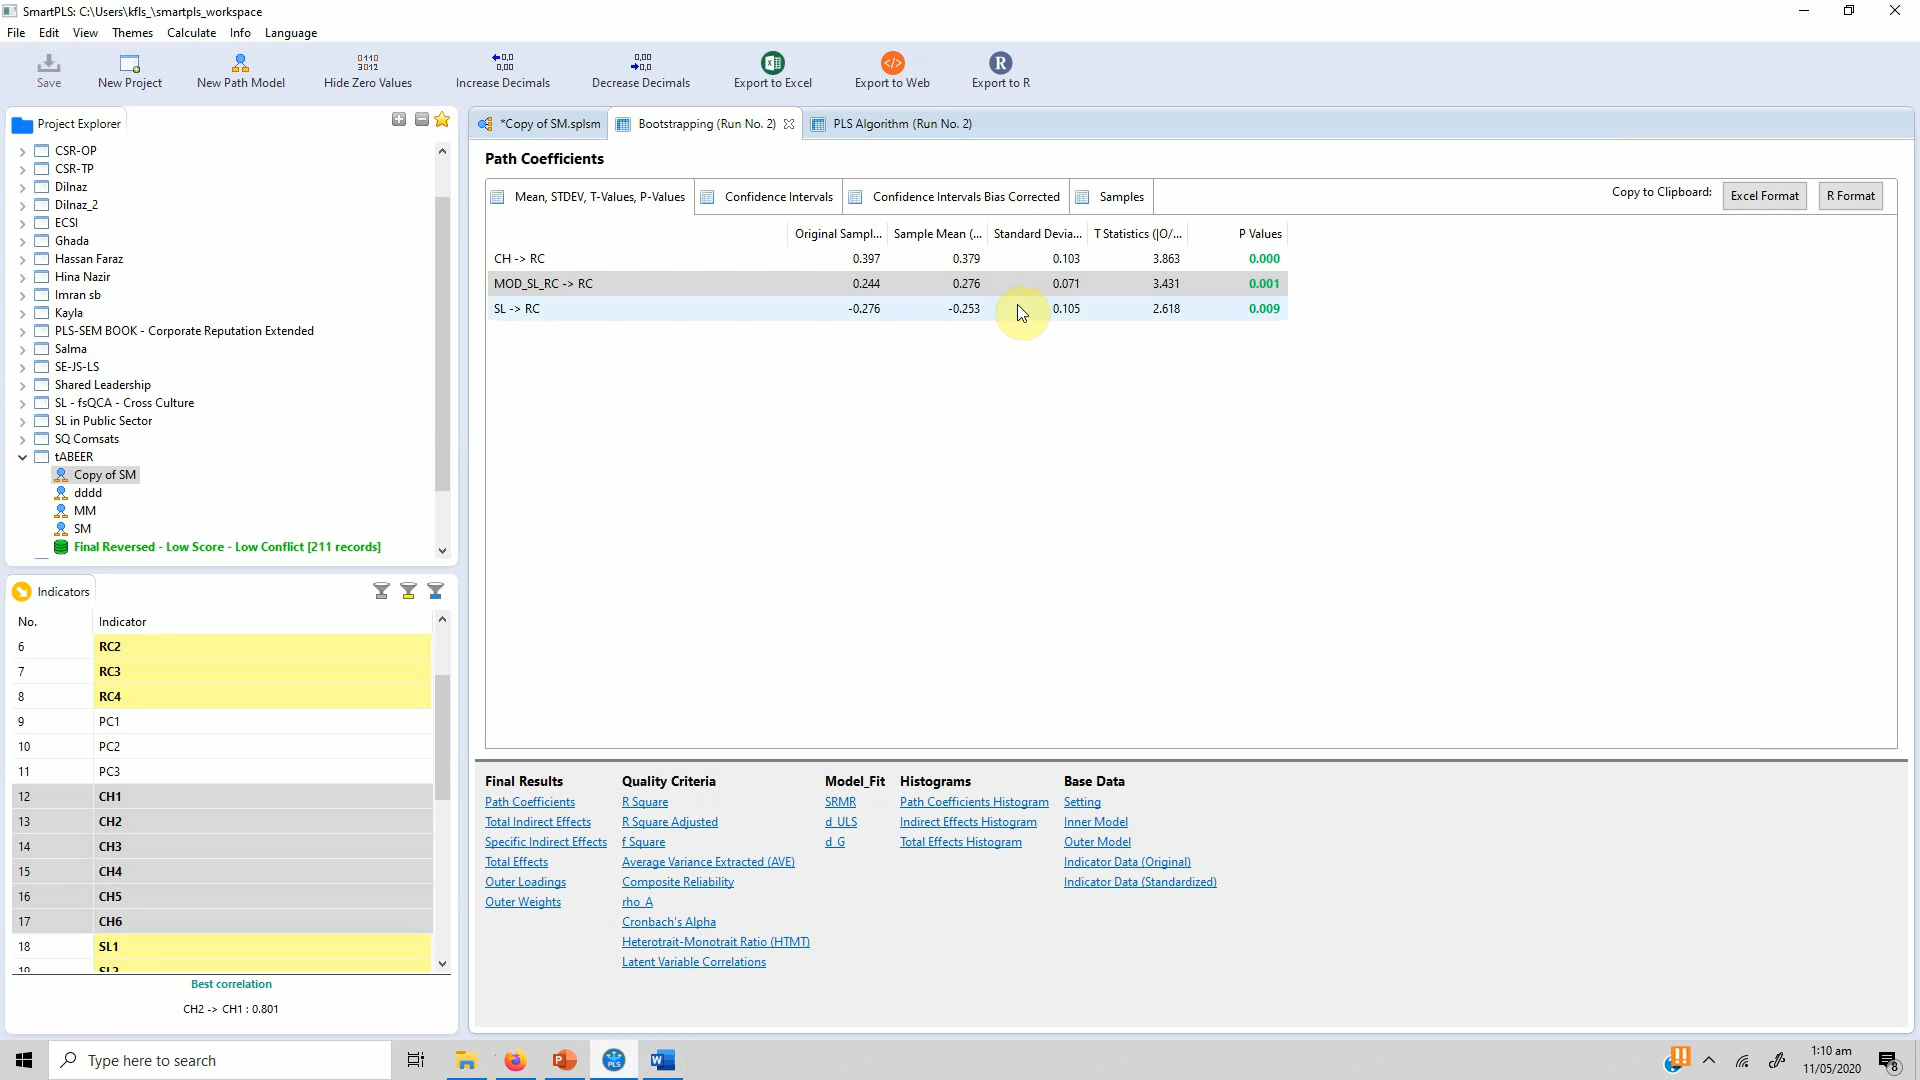 SmartPLS: C:\Users\kfls_\smartpls_workspace
File Edit View Themes Calculate Info Language
Save
New Project
New Path Model
0110
3012
Hide Zero Values
0,0
0,00
Increase Decimals
0,00
0,0
Decrease Decimals
Export to Excel
Export to Web
R
Export to R
Project Explorer
CSR-OP
CSR-TP
Dilnaz
Dilnaz_2
ECSI
Ghada
Hassan Faraz
Hina Nazir
Imran sb
Kayla
PLS-SEM BOOK - Corporate Reputation Extended
Salma
SE-JS-LS
Shared Leadership
SL - fsQCA - Cross Culture
SL in Public Sector
SQ Comsats
tABEER
Copy of SM
dddd
MM
SM
Final Reversed - Low Score - Low Conflict [211 records]
Indicators
No. Indicator
6 RC2
7 RC3
8 RC4
9 PC1
10 PC2
11 PC3
12 CH1
13 CH2
14 CH3
15 CH4
16 CH5
17 CH6
18 SL1
19 SL2
Best correlation
CH2 -> CH1 : 0.801
*Copy of SM.splsm
Bootstrapping (Run No. 2)
PLS Algorithm (Run No. 2)
Path Coefficients
Mean, STDEV, T-Values, P-Values
Confidence Intervals
Confidence Intervals Bias Corrected
Samples
Copy to Clipboard:
Excel Format
R Format
Original Sampl... Sample Mean (... Standard Devia... T Statistics (|O/... P Values
CH -> RC 0.397 0.379 0.103 3.863 0.000
MOD_SL_RC -> RC 0.244 0.276 0.071 3.431 0.001
SL -> RC -0.276 -0.253 0.105 2.618 0.009
Final Results
Path Coefficients
Total Indirect Effects
Specific Indirect Effects
Total Effects
Outer Loadings
Outer Weights
Quality Criteria
R Square
R Square Adjusted
f Square
Average Variance Extracted (AVE)
Composite Reliability
rho_A
Cronbach's Alpha
Heterotrait-Monotrait Ratio (HTMT)
Latent Variable Correlations
Model_Fit
SRMR
d_ULS
d_G
Histograms
Path Coefficients Histogram
Indirect Effects Histogram
Total Effects Histogram
Base Data
Setting
Inner Model
Outer Model
Indicator Data (Original)
Indicator Data (Standardized)
Type here to search
PLS
1:10 am
11/05/2020
8